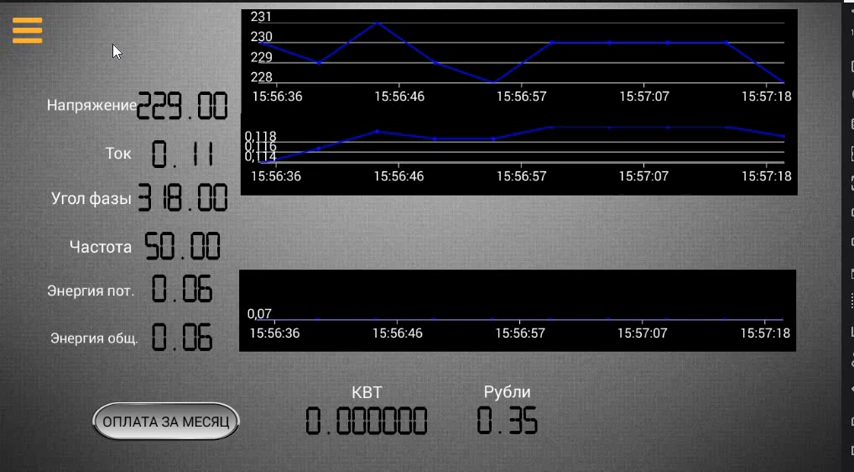 231
230
229
228
15:56:36 15:56:46 15:56:57 15:57:07 15:57:18
Напряжение 229.00
0,118
0,116
0,114
Ток 0.11
15:56:36 15:56:46 15:56:57 15:57:07 15:57:18
Угол фазы 318.00
Частота 50.00
Энергия пот. 0.06
0,07
15:56:36 15:56:46 15:56:57 15:57:07 15:57:18
Энергия общ. 0.06
КВТ Рубли
ОПЛАТА ЗА МЕСЯЦ 0.000000 0.35